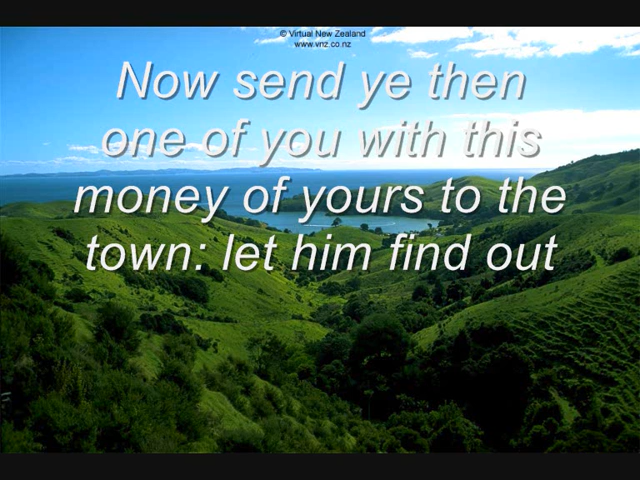 © Virtual New Zealand
www.vnz.co.nz
Now send ye then
one of you with this
money of yours to the
town: let him find out